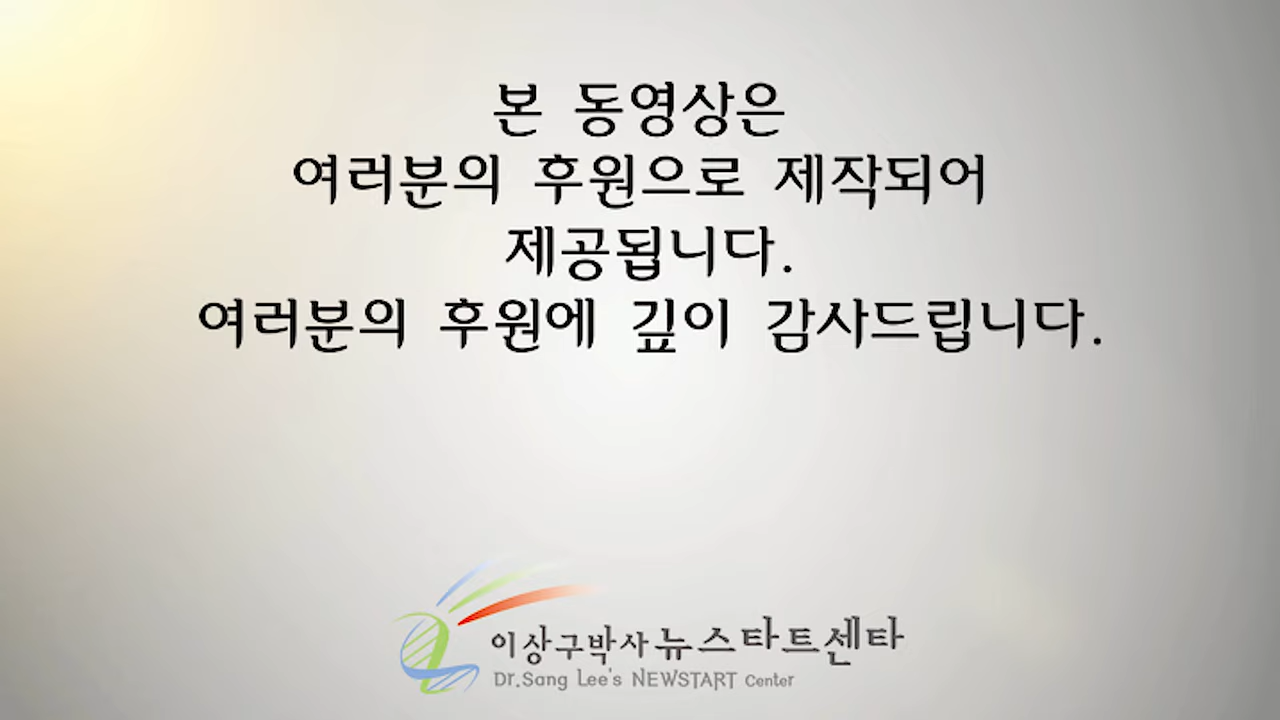 본 동영상은
여러분의 후원으로 제작되어
제공됩니다.
여러분의 후원에 깊이 감사드립니다.
이상구박사 뉴스타트센타
Dr.Sang Lee's NEWSTART Center